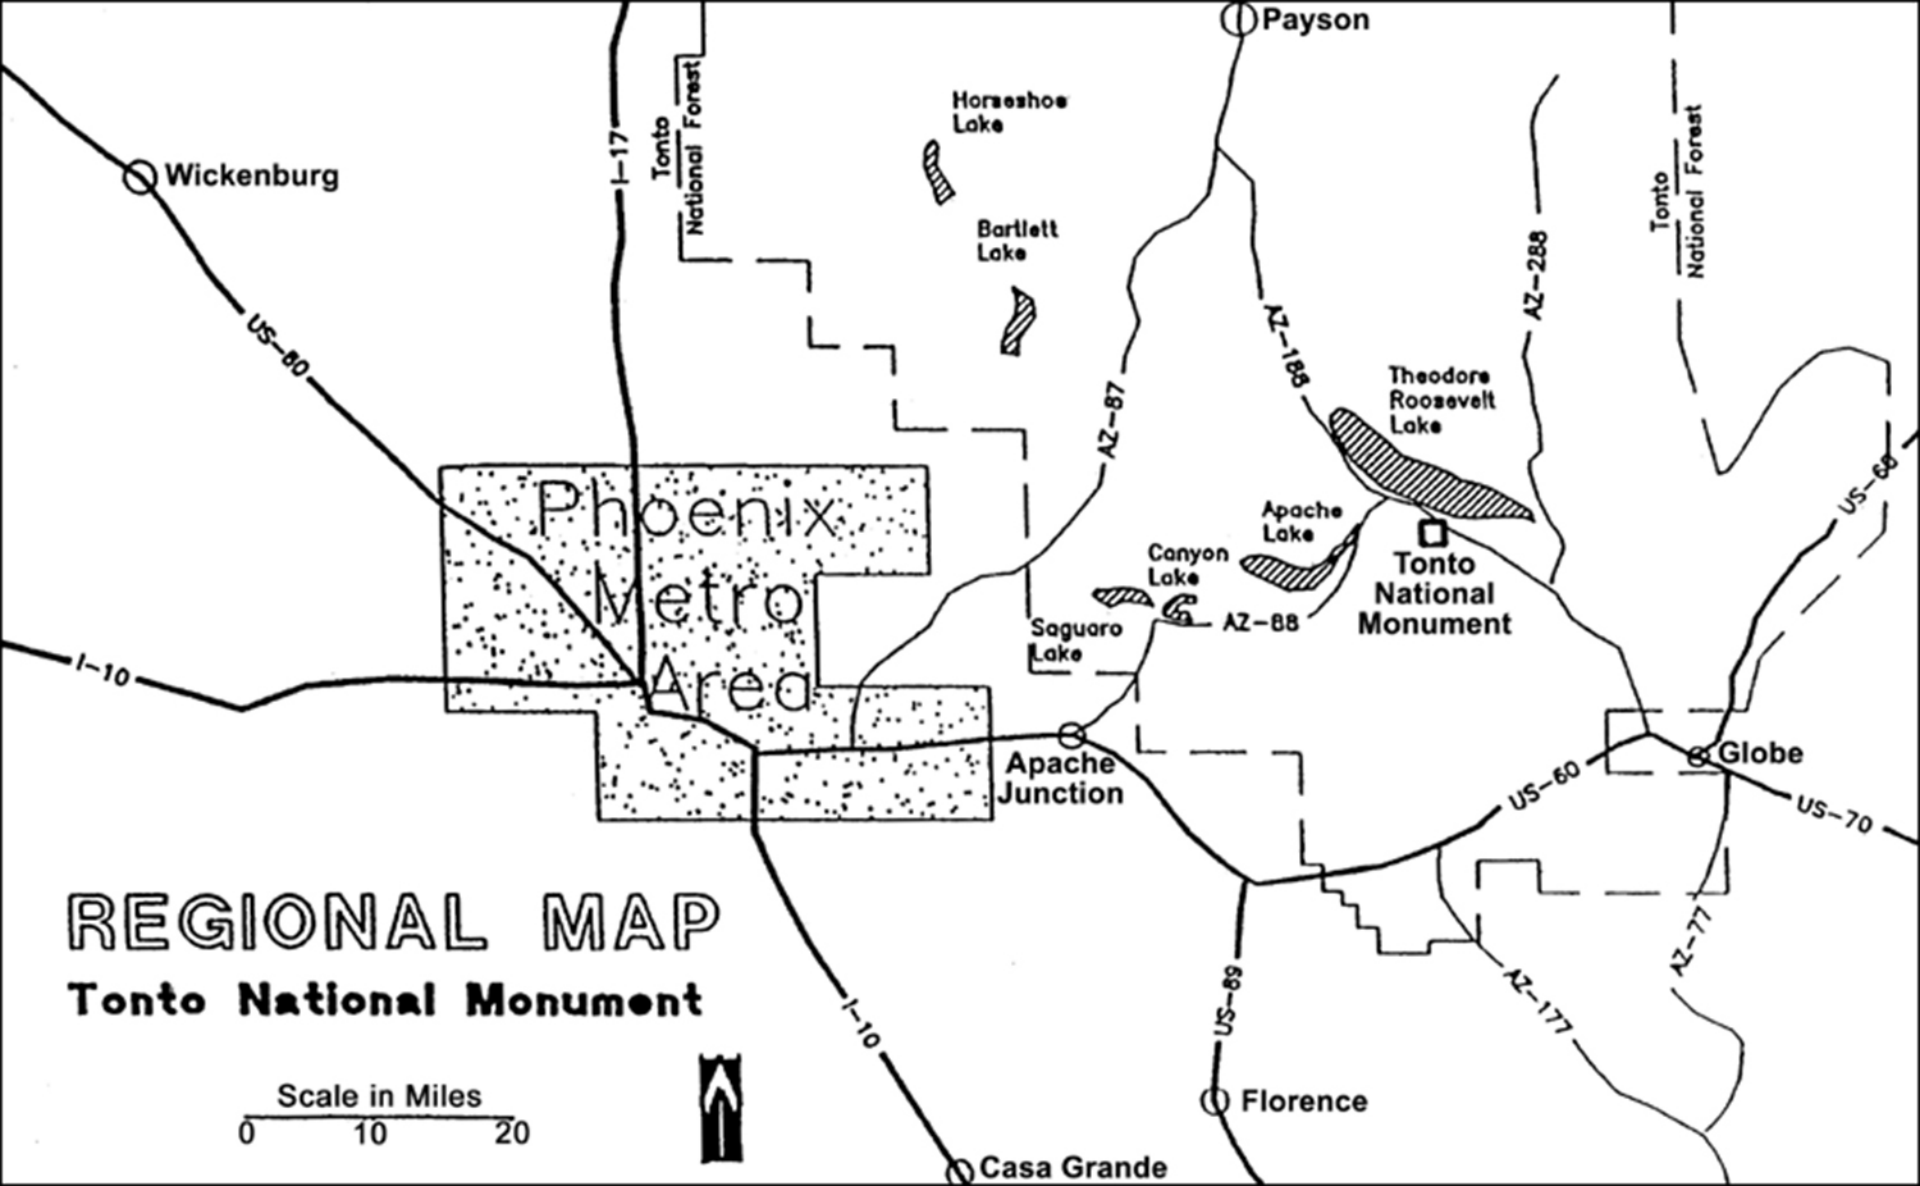 Payson
Horseshoe
Lake
Tonto
National Forest
I-17
Wickenburg
Tonto
National Forest
Bartlett
Lake
AZ-288
US-60
AZ-188
AZ-87
Theodore
Roosevelt
Lake
US-60
Phoenix
Metro
Area
Apache
Lake
Canyon
Lake
Tonto
National
Monument
AZ-88
Saguaro
Lake
I-10
Globe
Apache
Junction
US-60
US-70
REGIONAL MAP
Tonto National Monument
AZ-77
US-89
AZ-177
I-10
Scale in Miles
0 10 20
Florence
Casa Grande